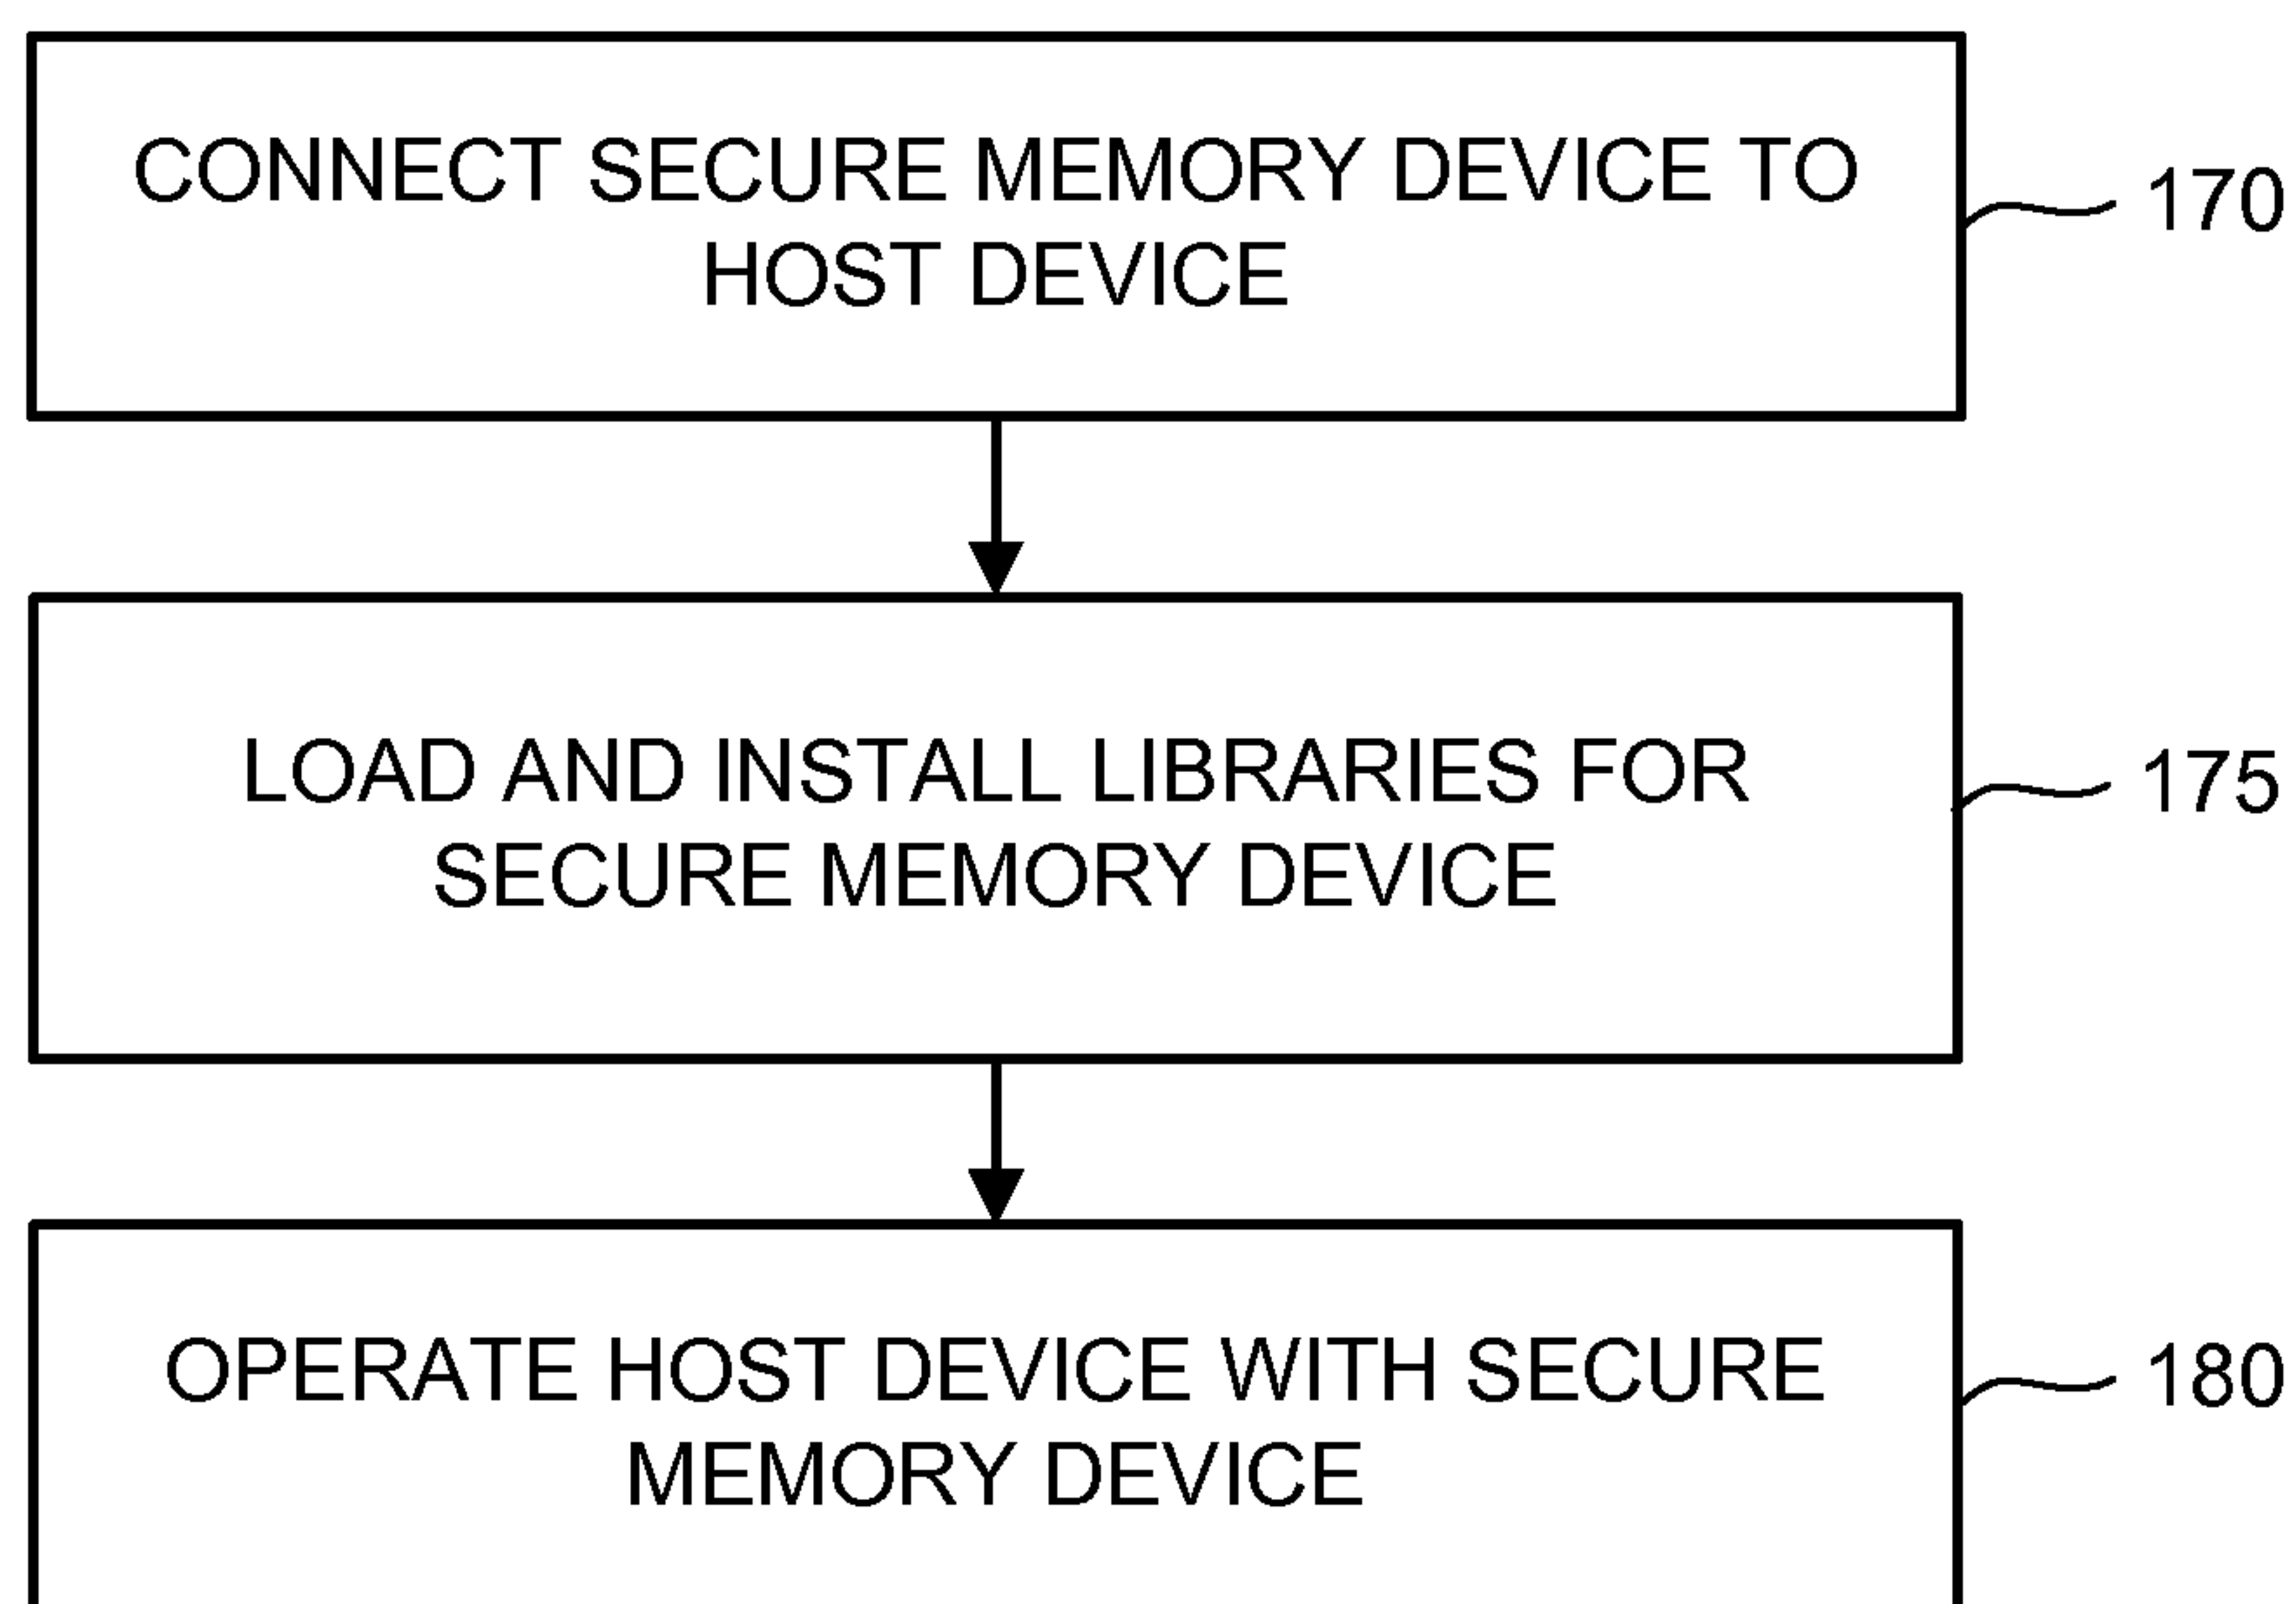 CONNECT SECURE MEMORY DEVICE TO
HOST DEVICE
170
LOAD AND INSTALL LIBRARIES FOR
SECURE MEMORY DEVICE
175
OPERATE HOST DEVICE WITH SECURE
MEMORY DEVICE
180